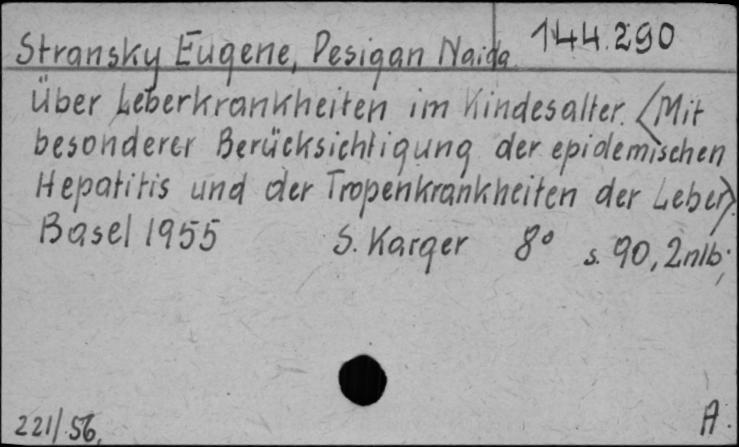 144.290
Stransky Eugene, Pesigan Naida
Über Leberkrankheiten im Kindesalter. <Mit
besonderer Berücksichtigung der epidemischen
Hepatitis und der Tropenkrankheiten der Leber>.
Basel 1955 S. Karger 8° s. 90, 2nlb;
221/56. A.